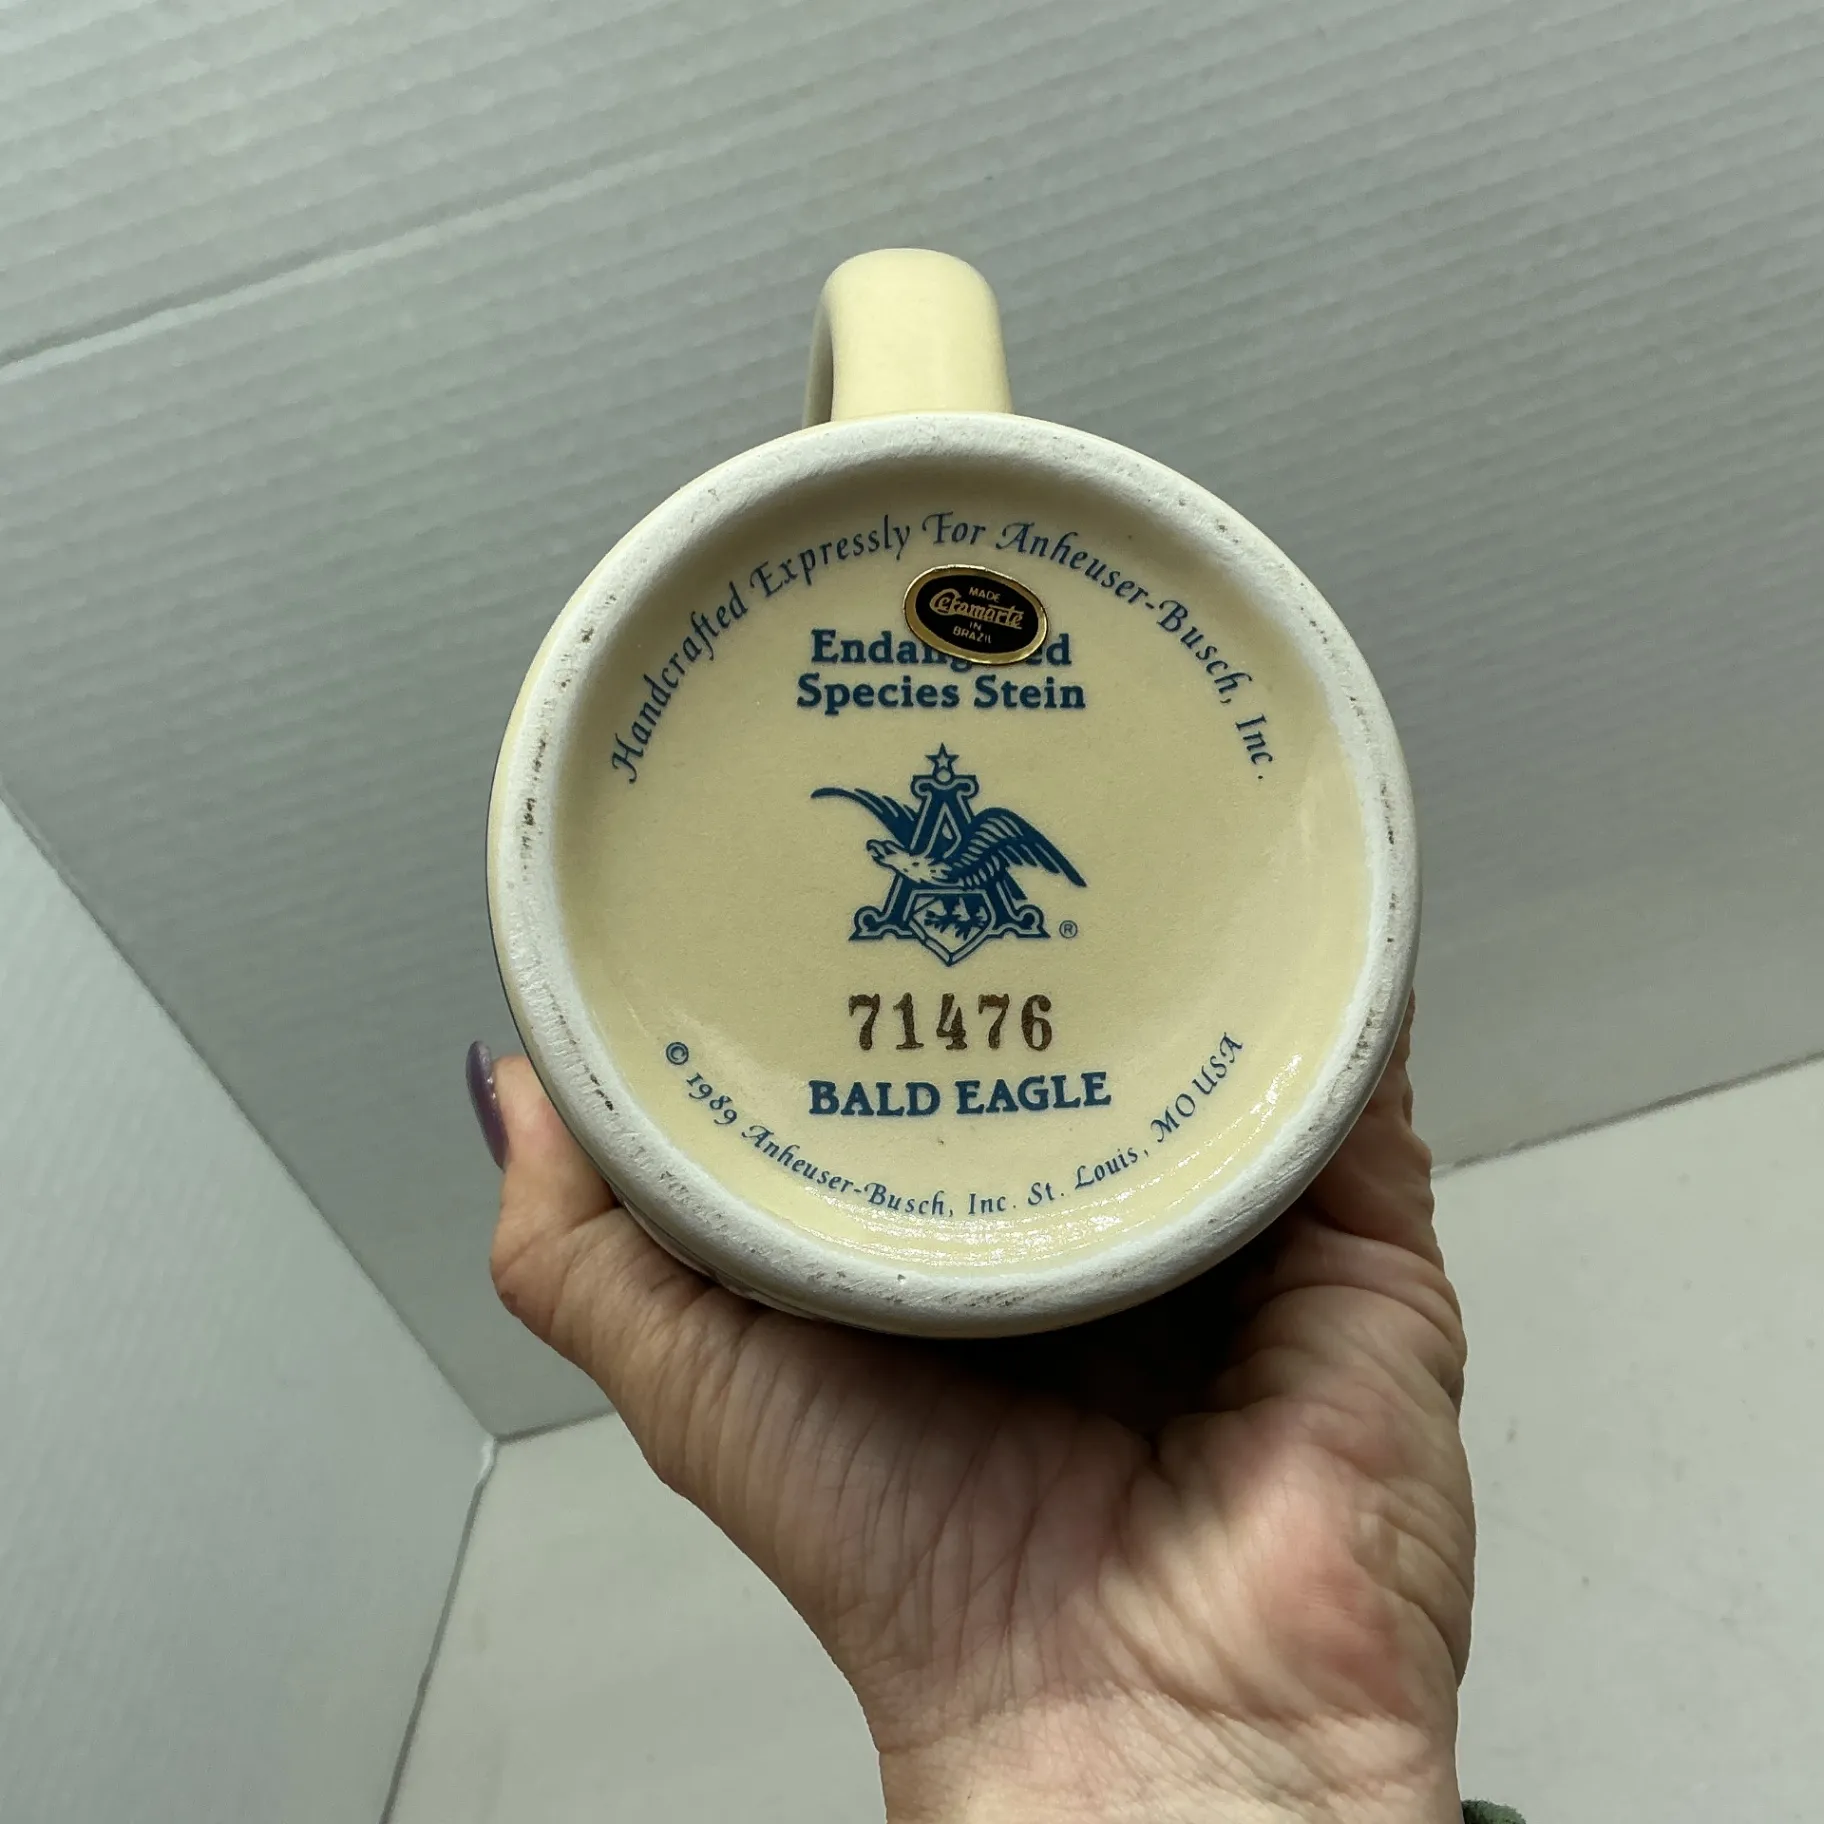 Handcrafted Expressly For Anheuser-Busch, Inc.
MADE
Ceramarte
IN
BRAZIL
Species Stein
A
®
71476
BALD EAGLE
© 1989 Anheuser-Busch, Inc. St. Louis, MO USA